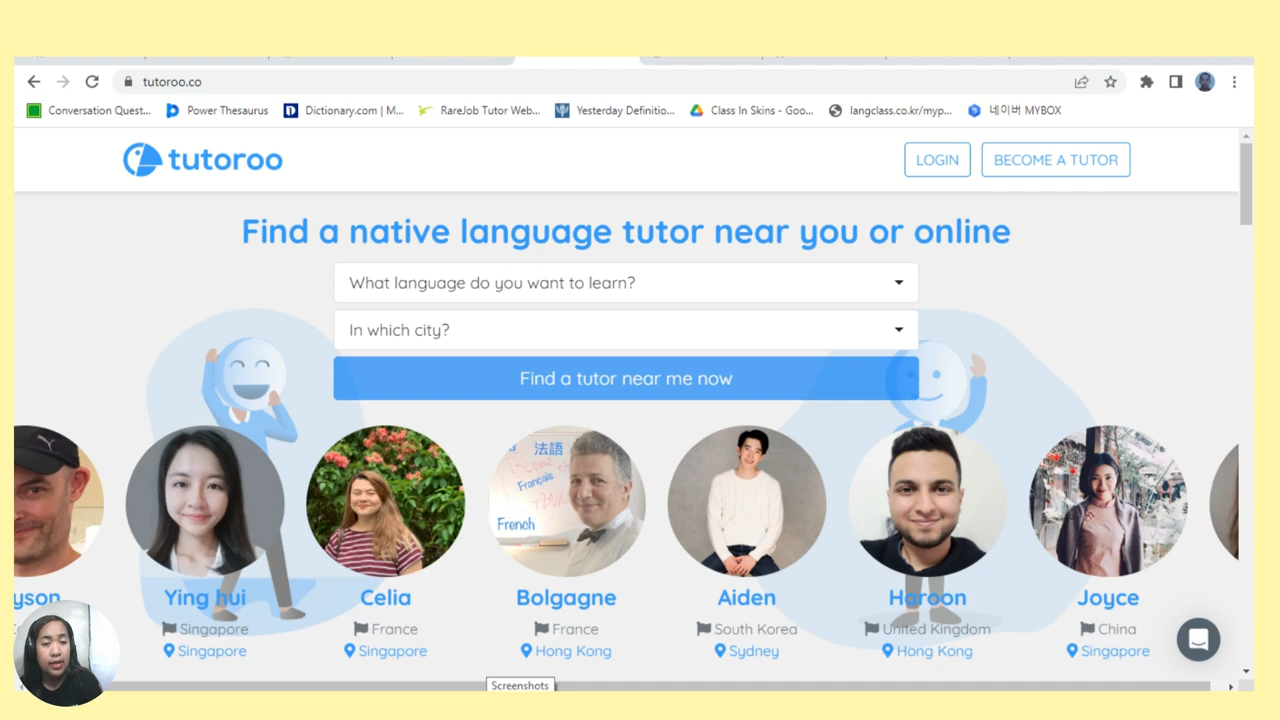 tutoroo.co
Conversation Quest... Power Thesaurus Dictionary.com | M... RareJob Tutor Web... Yesterday Definitio... Class In Skins - Goo... langclass.co.kr/myp... 네이버 MYBOX
tutoroo
LOGIN BECOME A TUTOR
Find a native language tutor near you or online
What language do you want to learn?
In which city?
Find a tutor near me now
法語
Français
French
yson Ying hui Celia Bolgagne Aiden Haroon Joyce
Singapore France France South Korea United Kingdom China
Singapore Singapore Hong Kong Sydney Hong Kong Singapore
Screenshots